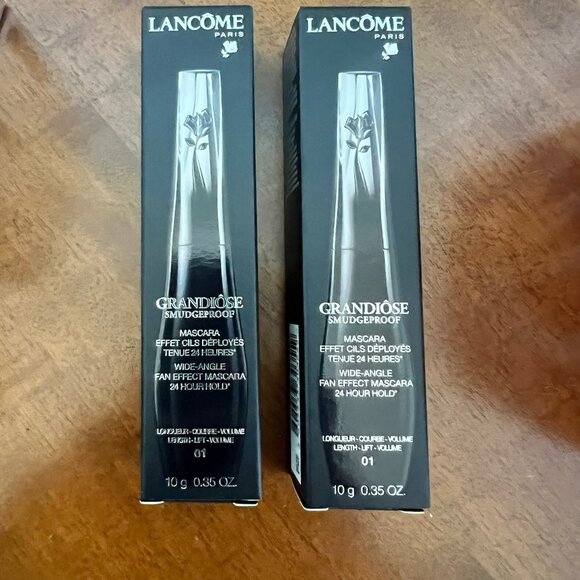 LANCÔME
PARIS
GRANDIÔSE
SMUDGEPROOF
MASCARA
EFFET CILS DÉPLOYÉS
TENUE 24 HEURES*
WIDE-ANGLE
FAN EFFECT MASCARA
24 HOUR HOLD*
LONGUEUR - COURBE - VOLUME
LENGTH - LIFT - VOLUME
01
10 g 0.35 OZ.
LANCÔME
PARIS
GRANDIÔSE
SMUDGEPROOF
MASCARA
EFFET CILS DÉPLOYÉS
TENUE 24 HEURES*
WIDE-ANGLE
FAN EFFECT MASCARA
24 HOUR HOLD*
LONGUEUR - COURBE - VOLUME
LENGTH - LIFT - VOLUME
01
10 g 0.35 OZ.